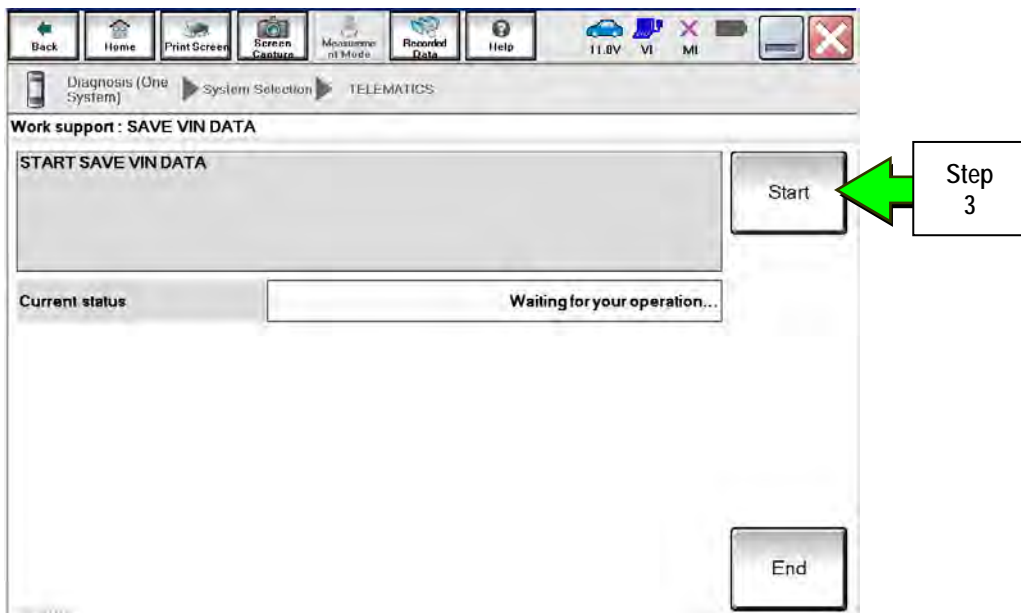 Back
Home
Print Screen
Screen Capture
Measurement Mode
Recorded Data
Help
11.8V
VI
MI
Diagnosis (One System)
System Selection
TELEMATICS
Work support : SAVE VIN DATA
START SAVE VIN DATA
Start
Step
3
Current status
Waiting for your operation...
End